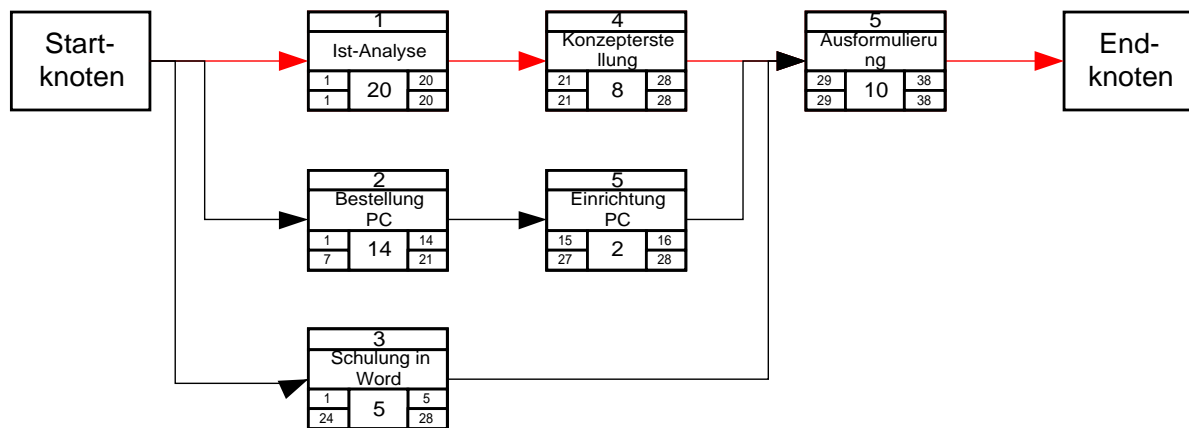 Start-
knoten
1
Ist-Analyse
1 20 20
1 20
4
Konzepterste
llung
21 8 28
21 28
5
Ausformulieru
ng
29 10 38
29 38
End-
knoten
2
Bestellung
PC
1 14 14
7 21
5
Einrichtung
PC
15 2 16
27 28
3
Schulung in
Word
1 5 5
24 28